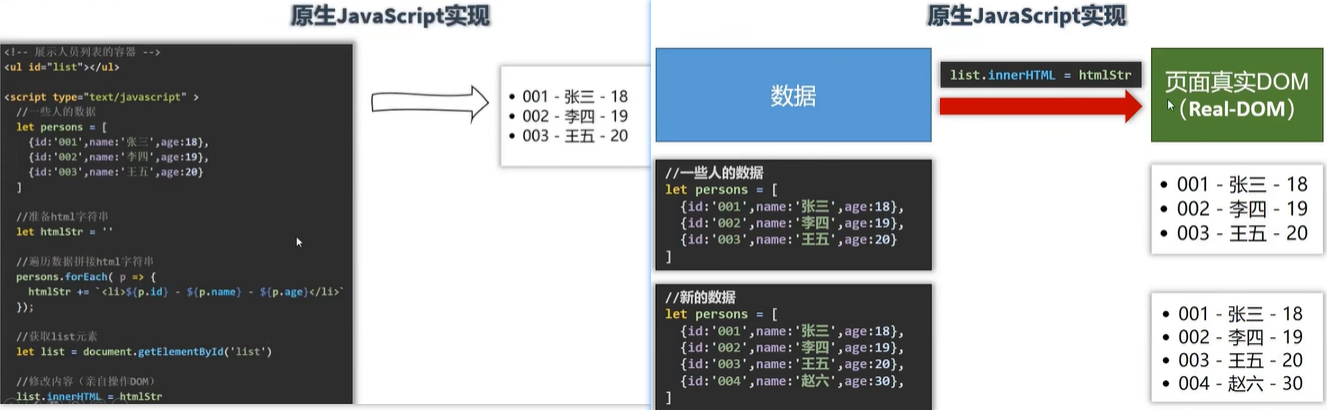 原生JavaScript实现
<!-- 展示人员列表的容器 -->
<ul id="list"></ul>
<script type="text/javascript" >
//一些人的数据
let persons = [
{id:'001',name:'张三',age:18},
{id:'002',name:'李四',age:19},
{id:'003',name:'王五',age:20}
]
//准备html字符串
let htmlStr = ''
//遍历数据拼接html字符串
persons.forEach( p => {
htmlStr += `<li>${p.id} - ${p.name} - ${p.age}</li>`
});
//获取list元素
let list = document.getElementById('list')
//修改内容（亲自操作DOM）
list.innerHTML = htmlStr
• 001 - 张三 - 18
• 002 - 李四 - 19
• 003 - 王五 - 20
原生JavaScript实现
数据
list.innerHTML = htmlStr
页面真实DOM
（Real-DOM）
//一些人的数据
let persons = [
{id:'001',name:'张三',age:18},
{id:'002',name:'李四',age:19},
{id:'003',name:'王五',age:20}
]
• 001 - 张三 - 18
• 002 - 李四 - 19
• 003 - 王五 - 20
//新的数据
let persons = [
{id:'001',name:'张三',age:18},
{id:'002',name:'李四',age:19},
{id:'003',name:'王五',age:20},
{id:'004',name:'赵六',age:30},
]
• 001 - 张三 - 18
• 002 - 李四 - 19
• 003 - 王五 - 20
• 004 - 赵六 - 30